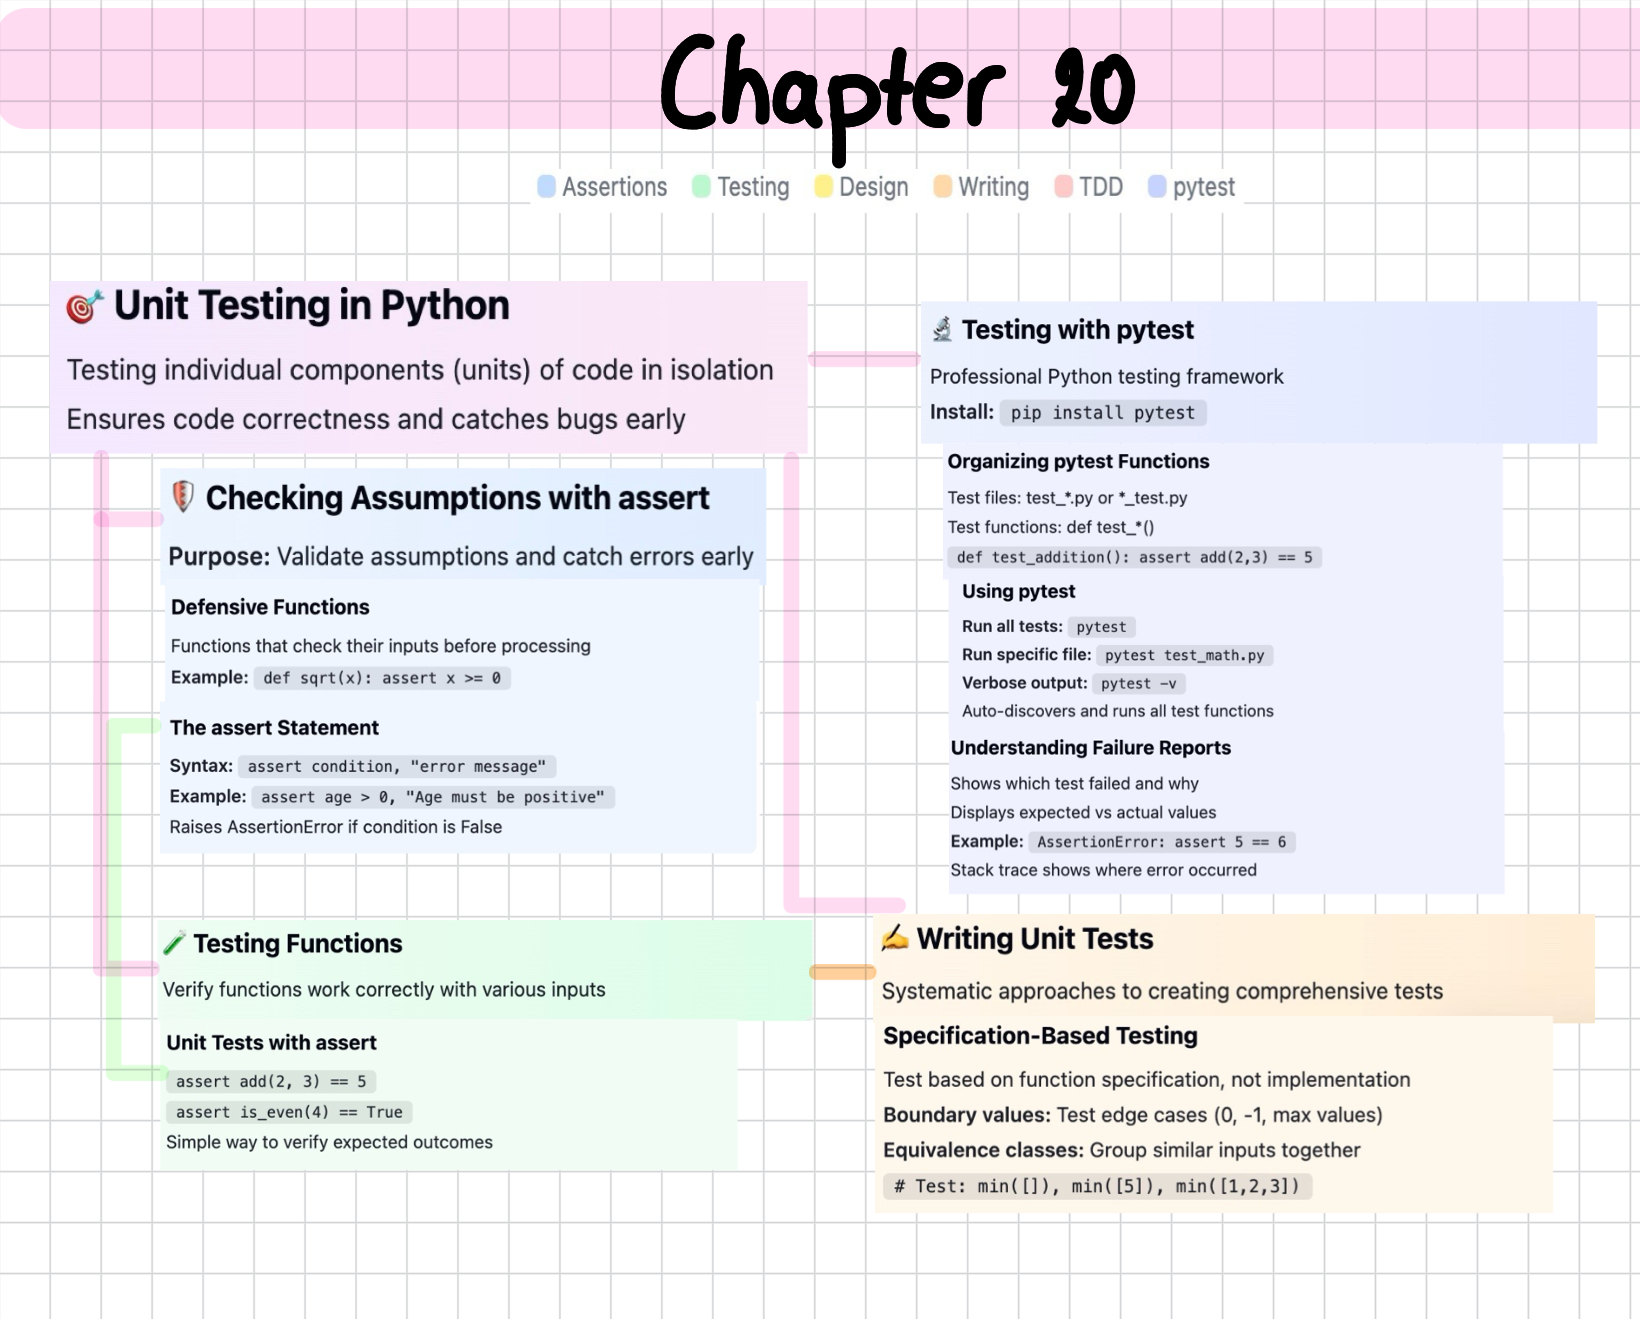 Chapter 20
Assertions Testing Design Writing TDD pytest
🎯 Unit Testing in Python
Testing individual components (units) of code in isolation
Ensures code correctness and catches bugs early
Checking Assumptions with assert
Purpose: Validate assumptions and catch errors early
Defensive Functions
Functions that check their inputs before processing
Example: def sqrt(x): assert x >= 0
The assert Statement
Syntax: assert condition, "error message"
Example: assert age > 0, "Age must be positive"
Raises AssertionError if condition is False
Testing Functions
Verify functions work correctly with various inputs
Unit Tests with assert
assert add(2, 3) == 5
assert is_even(4) == True
Simple way to verify expected outcomes
Testing with pytest
Professional Python testing framework
Install: pip install pytest
Organizing pytest Functions
Test files: test_*.py or *_test.py
Test functions: def test_*()
def test_addition(): assert add(2,3) == 5
Using pytest
Run all tests: pytest
Run specific file: pytest test_math.py
Verbose output: pytest -v
Auto-discovers and runs all test functions
Understanding Failure Reports
Shows which test failed and why
Displays expected vs actual values
Example: AssertionError: assert 5 == 6
Stack trace shows where error occurred
Writing Unit Tests
Systematic approaches to creating comprehensive tests
Specification-Based Testing
Test based on function specification, not implementation
Boundary values: Test edge cases (0, -1, max values)
Equivalence classes: Group similar inputs together
# Test: min([]), min([5]), min([1,2,3])